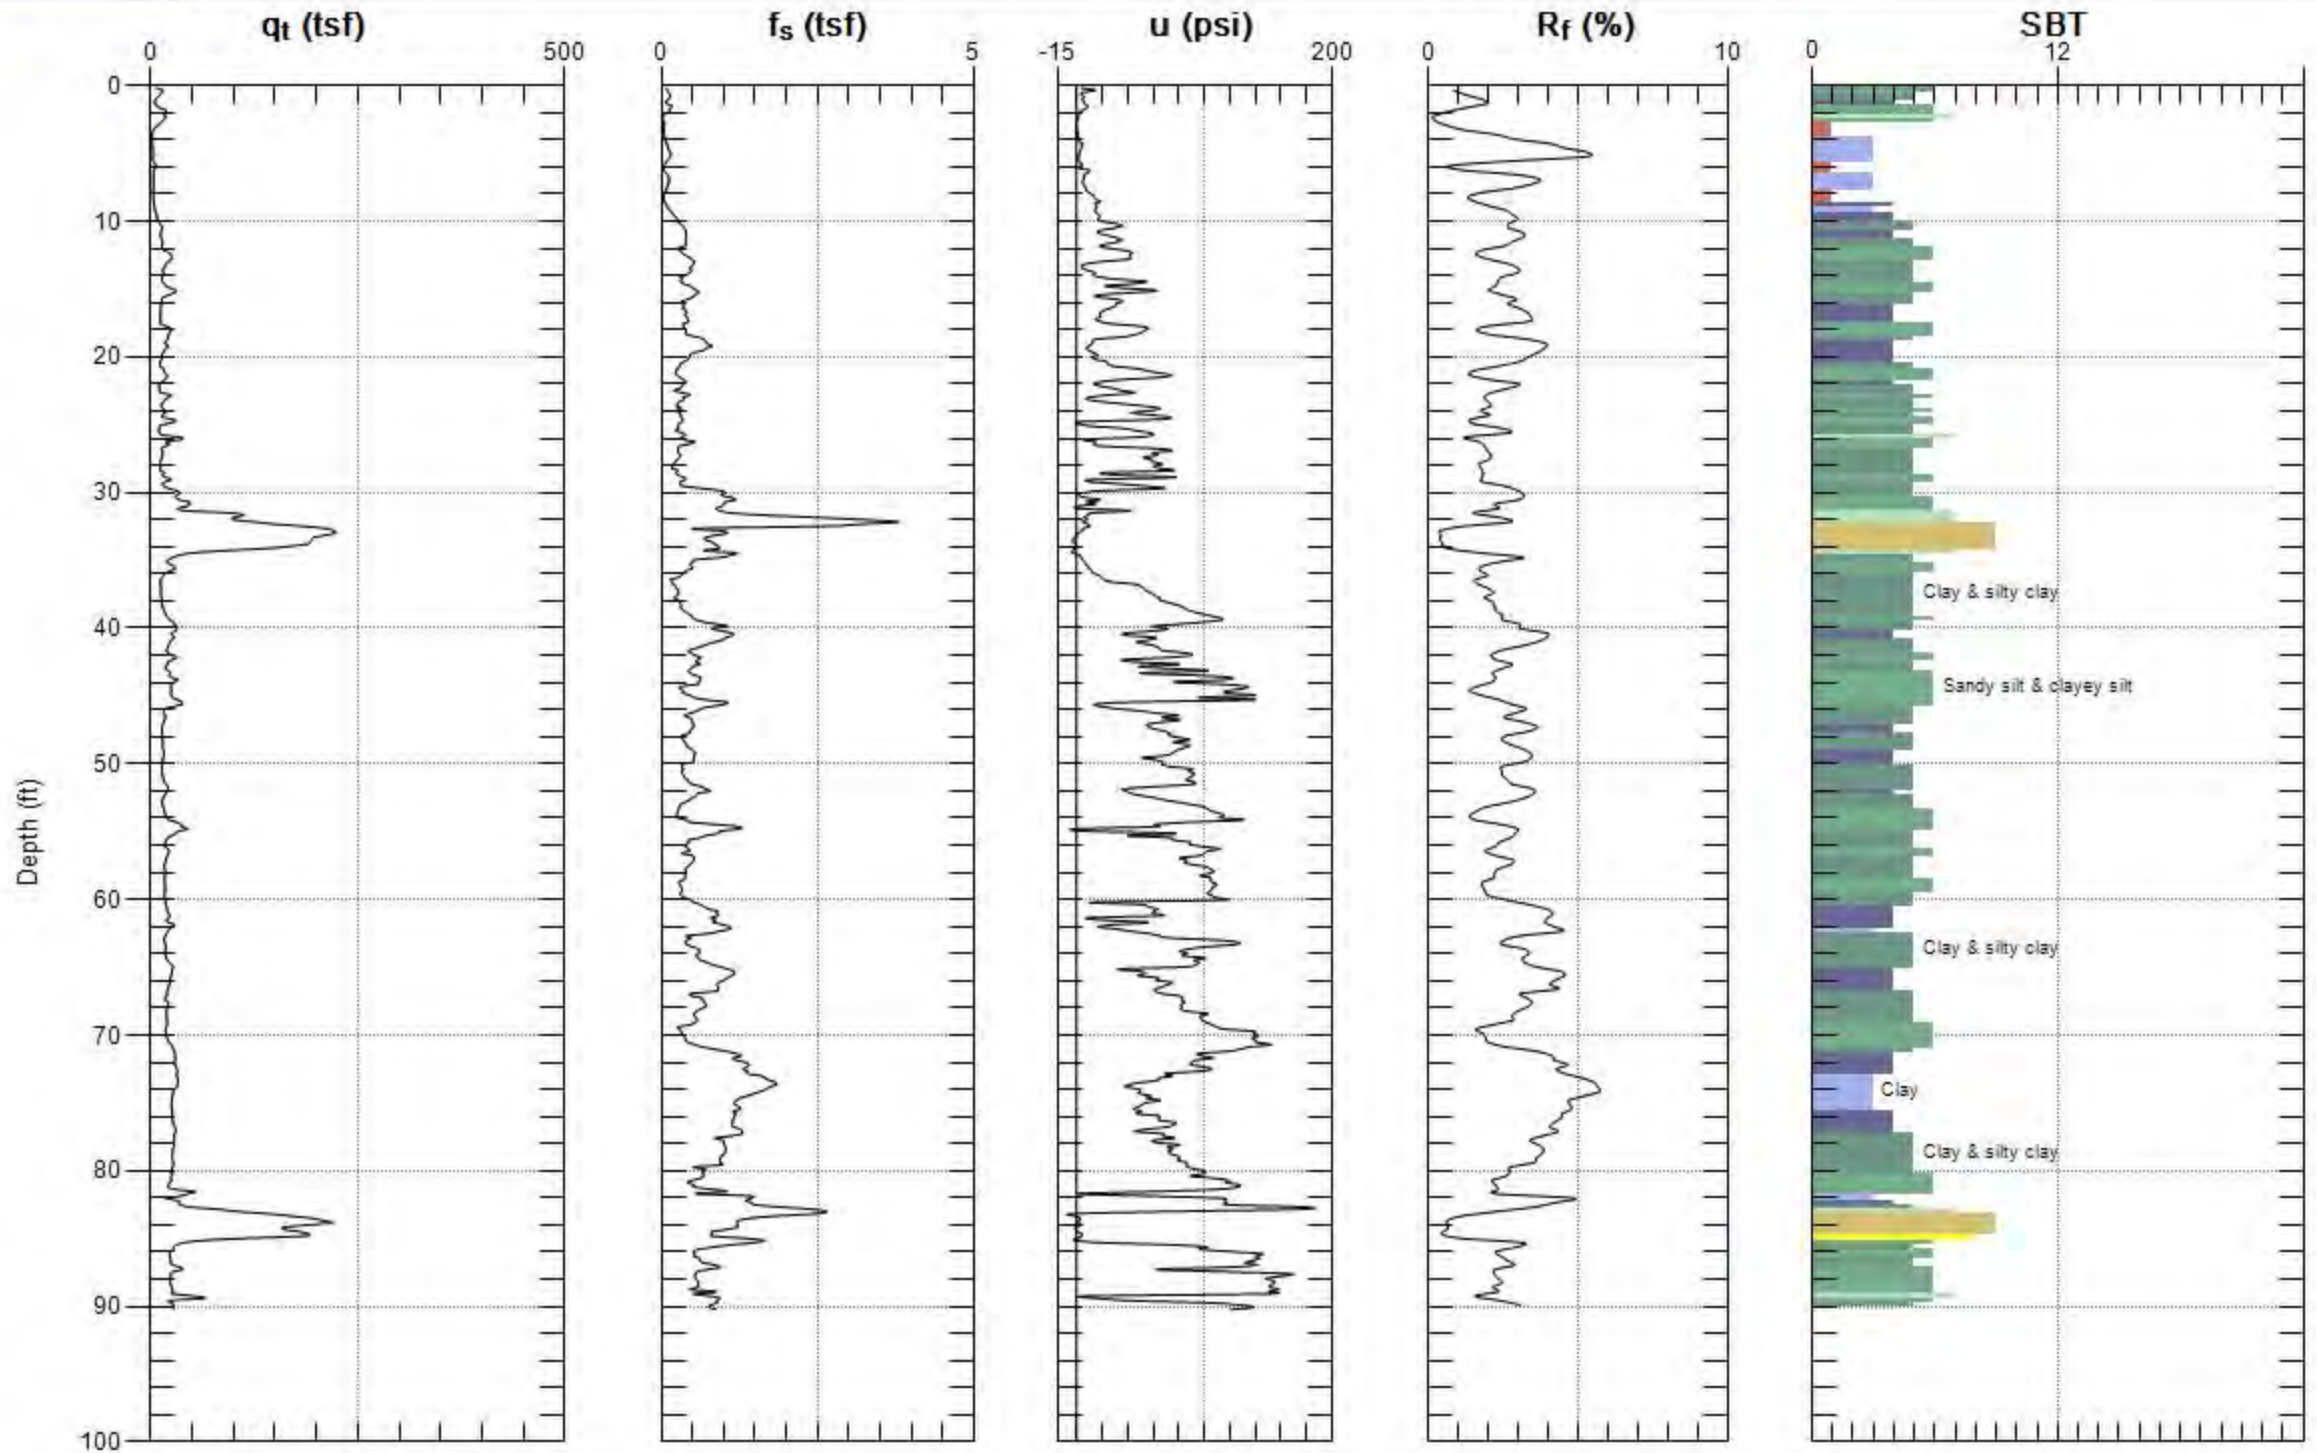 qt (tsf) fs (tsf) u (psi) Rf (%) SBT
0 500 0 5 -15 200 0 10 0 12
0
10
20
30
Clay & silty clay
40
Sandy silt & clayey silt
50
Depth (ft)
60
Clay & silty clay
70
Clay
Clay & silty clay
80
90
100